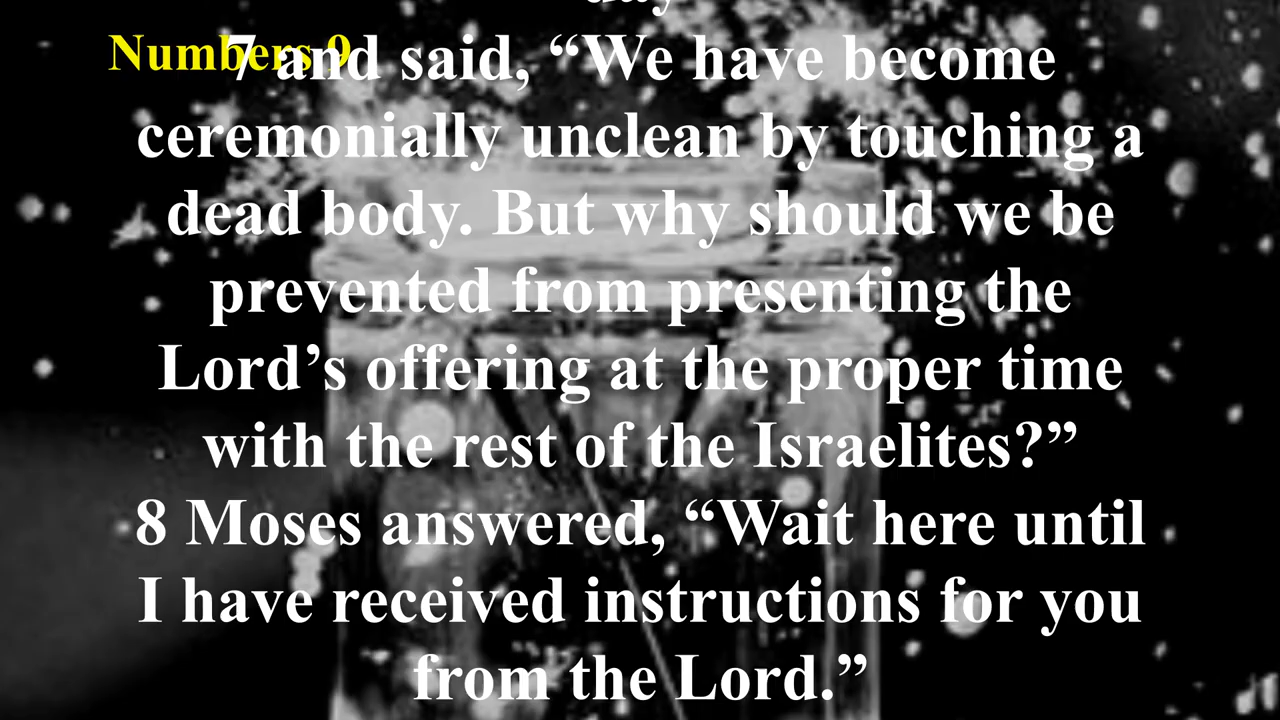 Numbers 9
7 and said, “We have become
ceremonially unclean by touching a
dead body. But why should we be
prevented from presenting the
Lord’s offering at the proper time
with the rest of the Israelites?”
8 Moses answered, “Wait here until
I have received instructions for you
from the Lord.”